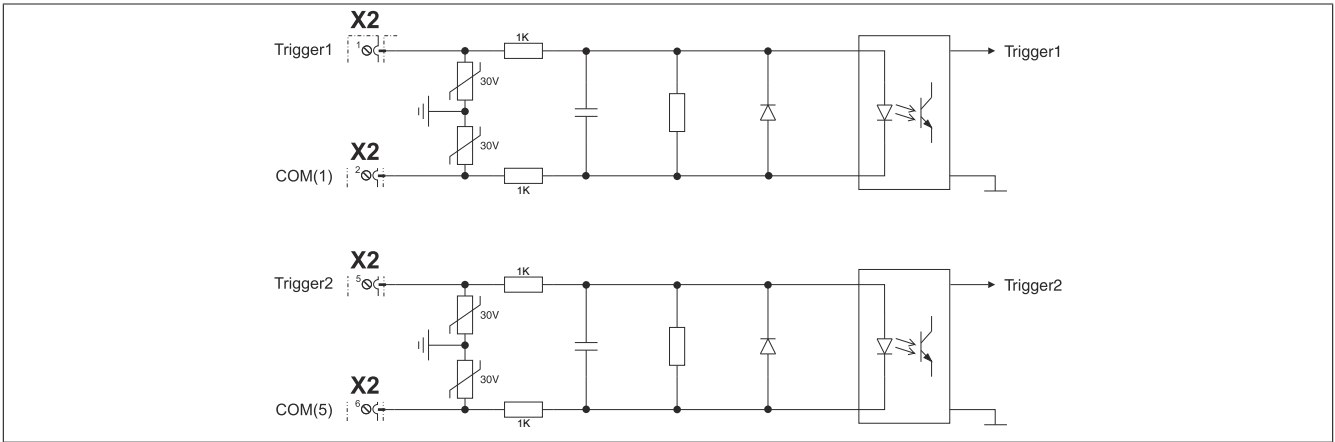 X2
Trigger1
1
1K
Trigger1
30V
30V
X2
COM(1)
2
1K
X2
Trigger2
5
1K
Trigger2
30V
30V
X2
COM(5)
6
1K